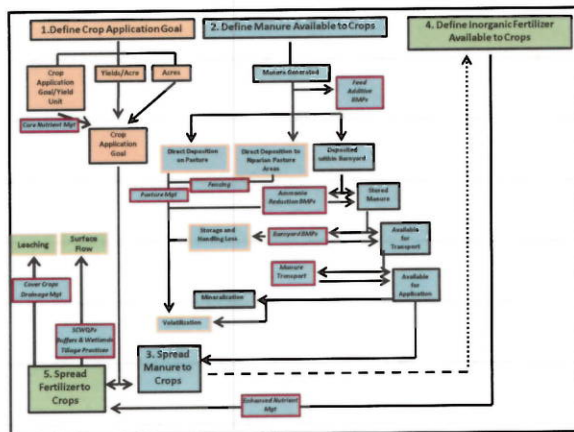 1.Define Crop Application Goal
2. Define Manure Available to Crops
4. Define Inorganic Fertilizer
Available to Crops
Crop
Application
Goal/Yield
Unit
Yields/Acre
Acres
Manure Generated
Feed
Additive
BMPs
Core Nutrient Mgt
Crop
Application
Goal
Direct Deposition
on Pasture
Direct Deposition to
Riparian Pasture
Areas
Deposited
within Barnyard
Fencing
Pasture Mgt
Ammonia
Reduction BMPs
Stored
Manure
Leaching
Surface
Flow
Storage and
Handling Loss
Barnyard BMPs
Available
for
Transport
Manure
Transport
Available
for
Application
Cover Crops
Drainage Mgt
Mineralization
Volatilization
SCWQPs
Buffers & Wetlands
Tillage Practices
3. Spread
Manure to
Crops
5. Spread
Fertilizer to
Crops
Enhanced Nutrient
Mgt